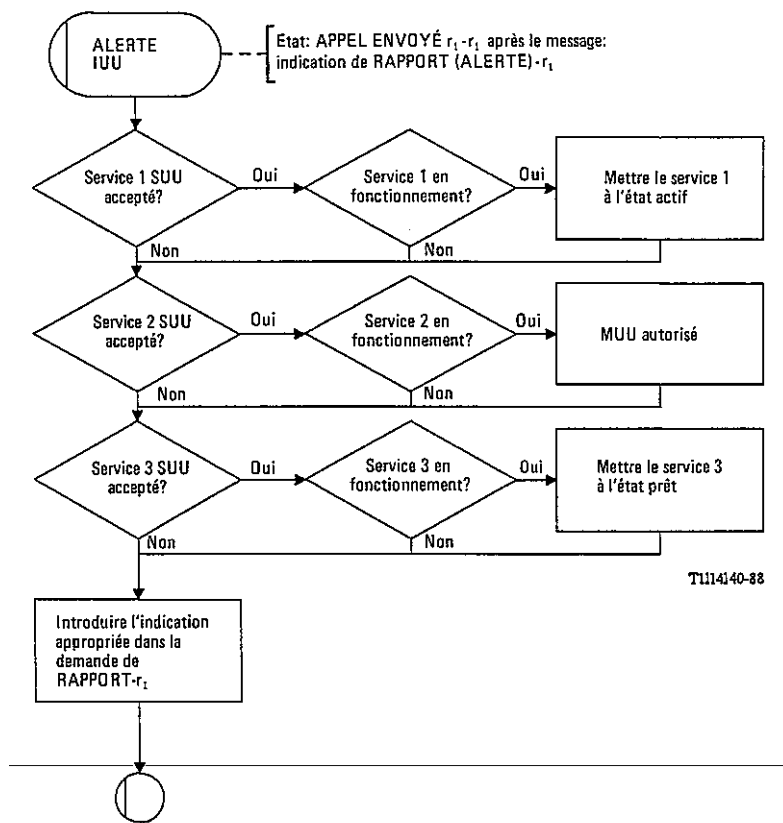 ALERTE
IUU
Etat: APPEL ENVOYÉ r₁-r₁ après le message:
indication de RAPPORT (ALERTE)-r₁
Service 1 SUU
accepté?
Oui
Service 1 en
fonctionnement?
Oui
Mettre le service 1
à l'état actif
Non
Non
Service 2 SUU
accepté?
Oui
Service 2 en
fonctionnement?
Oui
MUU autorisé
Non
Non
Service 3 SUU
accepté?
Oui
Service 3 en
fonctionnement?
Oui
Mettre le service 3
à l'état prêt
Non
Non
T1114140-88
Introduire l'indication
appropriée dans la
demande de
RAPPORT-r₁